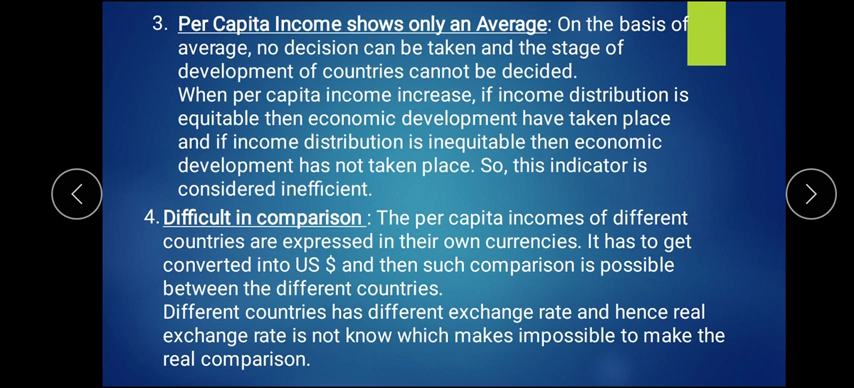 3. Per Capita Income shows only an Average: On the basis of
average, no decision can be taken and the stage of
development of countries cannot be decided.
When per capita income increase, if income distribution is
equitable then economic development have taken place
and if income distribution is inequitable then economic
development has not taken place. So, this indicator is
considered inefficient.
4. Difficult in comparison : The per capita incomes of different
countries are expressed in their own currencies. It has to get
converted into US $ and then such comparison is possible
between the different countries.
Different countries has different exchange rate and hence real
exchange rate is not know which makes impossible to make the
real comparison.